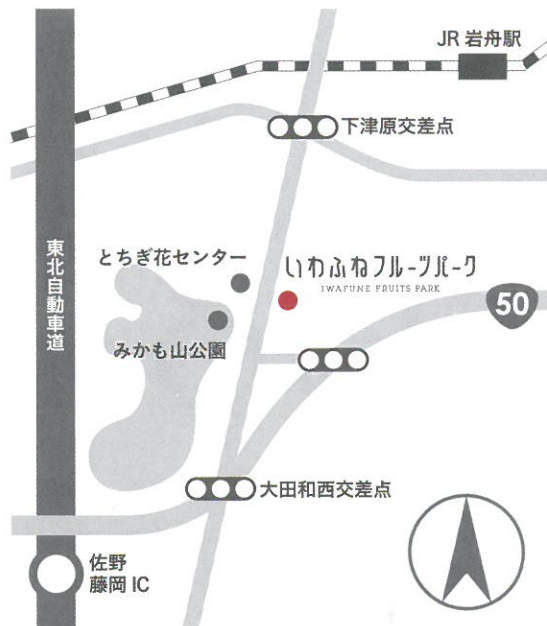 JR 岩舟駅
下津原交差点
東北自動車道
とちぎ花センター
いわふねフルーツパーク
IWAFUNE FRUITS PARK
50
みかも山公園
大田和西交差点
佐野
藤岡 IC